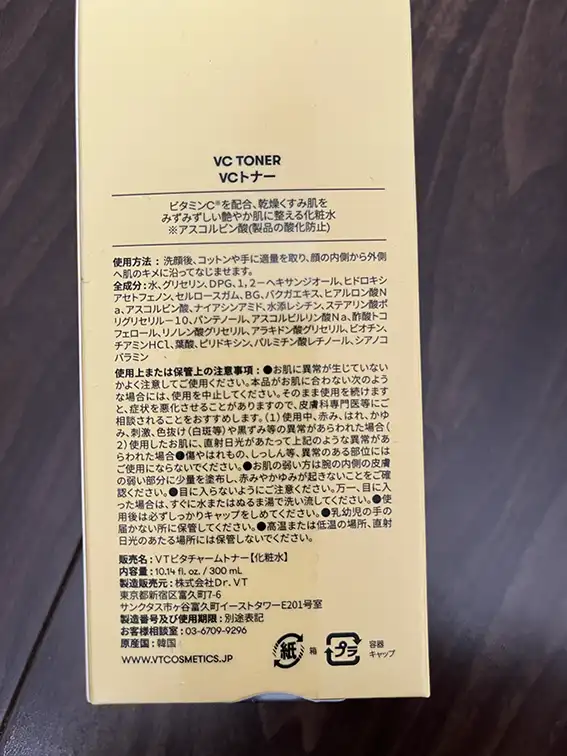 VC TONER
VCトナー
ビタミンC※を配合、乾燥くすみ肌を
みずみずしい艶やか肌に整える化粧水
※アスコルビン酸(製品の酸化防止)
使用方法 : 洗顔後、コットンや手に適量を取り、顔の内側から外側
へ肌のキメに沿ってなじませます。
全成分 : 水、グリセリン、DPG、1,2-ヘキサンジオール、ヒドロキシ
アセトフェノン、セルロースガム、BG、バクガエキス、ヒアルロン酸N
a、アスコルビン酸、ナイアシンアミド、水添レシチン、ステアリン酸ポ
リグリセリル-10、パンテノール、アスコルビルリン酸Na、酢酸トコ
フェロール、リノレン酸グリセリル、アラキドン酸グリセリル、ビオチン、
チアミンHCl、葉酸、ピリドキシン、パルミチン酸レチノール、シアノコ
バラミン
使用上または保管上の注意事項 : ●お肌に異常が生じていない
かよく注意してご使用ください。本品がお肌に合わない次のよう
な場合には、使用を中止してください。そのまま使用を続けます
と、症状を悪化させることがありますので、皮膚科専門医等にご
相談されることをおすすめします。(1)使用中、赤み、はれ、かゆ
み、刺激、色抜け(白斑等)や黒ずみ等の異常があらわれた場合(
2)使用したお肌に、直射日光があたって上記のような異常があ
らわれた場合●傷やはれもの、しっしん等、異常のある部位には
ご使用にならないでください。●お肌の弱い方は腕の内側の皮膚
の弱い部分に少量を塗布し、赤みやかゆみが起きないことをご確
認ください。●目に入らないようにご注意ください。万一、目に入
った場合は、すぐに水またはぬるま湯で洗い流してください。●使
用後は必ずしっかりキャップをしめてください。●乳幼児の手の
届かない所に保管してください。●高温または低温の場所、直射
日光のあたる場所には保管しないでください。
販売名 : VTビタチャームトナー【化粧水】
内容量 : 10.14 fl. oz. / 300 mL
製造販売元 : 株式会社Dr. VT
東京都新宿区富久町7-6
サンクタス市ヶ谷富久町イーストタワーE201号室
製造番号及び使用期限 : 別途表記
お客様相談室 : 03-6709-9296
原産国 : 韓国
WWW.VTCOSMETICS.JP
紙
箱
プラ
容器
キャップ